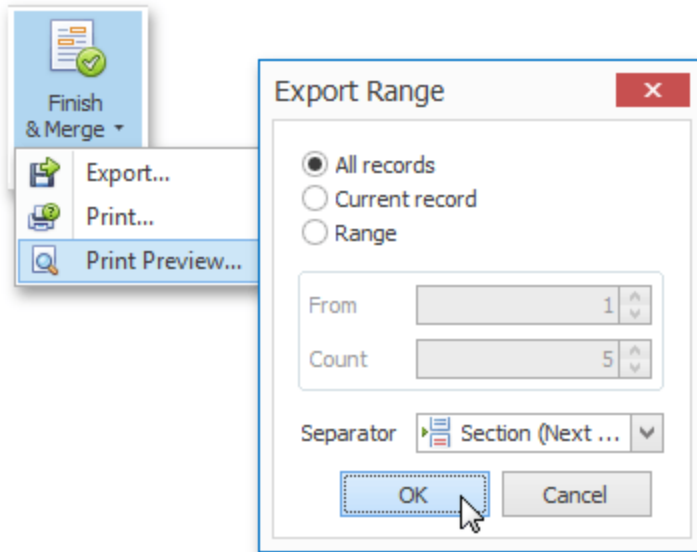 Finish
& Merge
Export...
Print...
Print Preview...
Export Range
All records
Current record
Range
From 1
Count 5
Separator Section (Next ...
OK Cancel